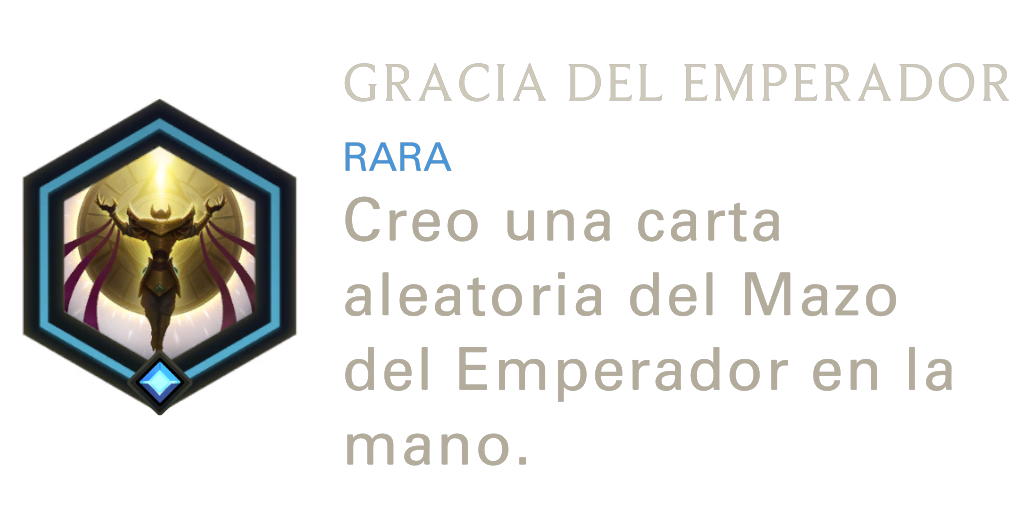 GRACIA DEL EMPERADOR
RARA
Creo una carta
aleatoria del Mazo
del Emperador en la
mano.